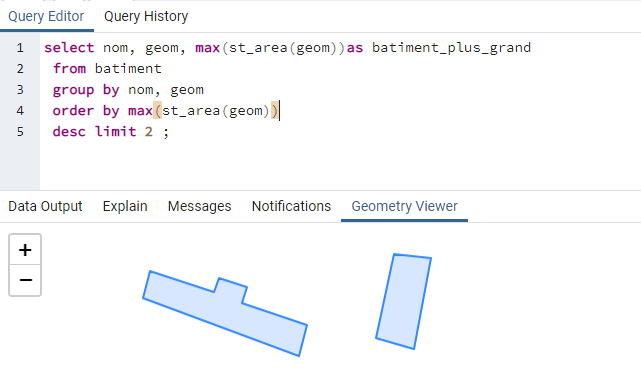 Query Editor Query History
1 select nom, geom, max(st_area(geom))as batiment_plus_grand
2 from batiment
3 group by nom, geom
4 order by max(st_area(geom))
5 desc limit 2 ;
Data Output Explain Messages Notifications Geometry Viewer
+
−